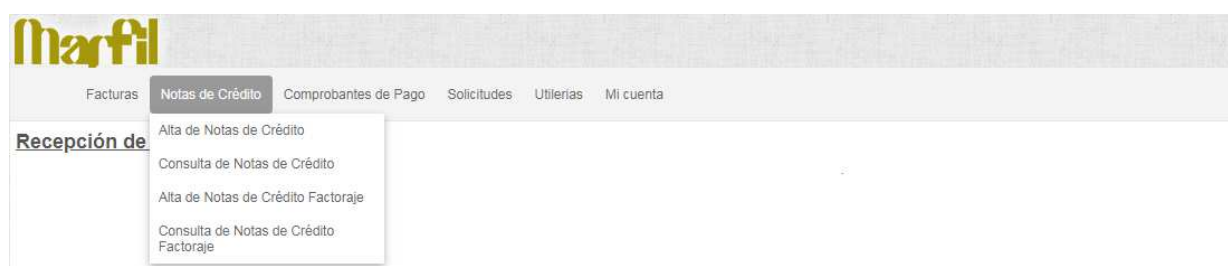 Marfil
Facturas Notas de Crédito Comprobantes de Pago Solicitudes Utilerias Mi cuenta
Recepción de
Alta de Notas de Crédito
Consulta de Notas de Crédito
Alta de Notas de Crédito Factoraje
Consulta de Notas de Crédito
Factoraje